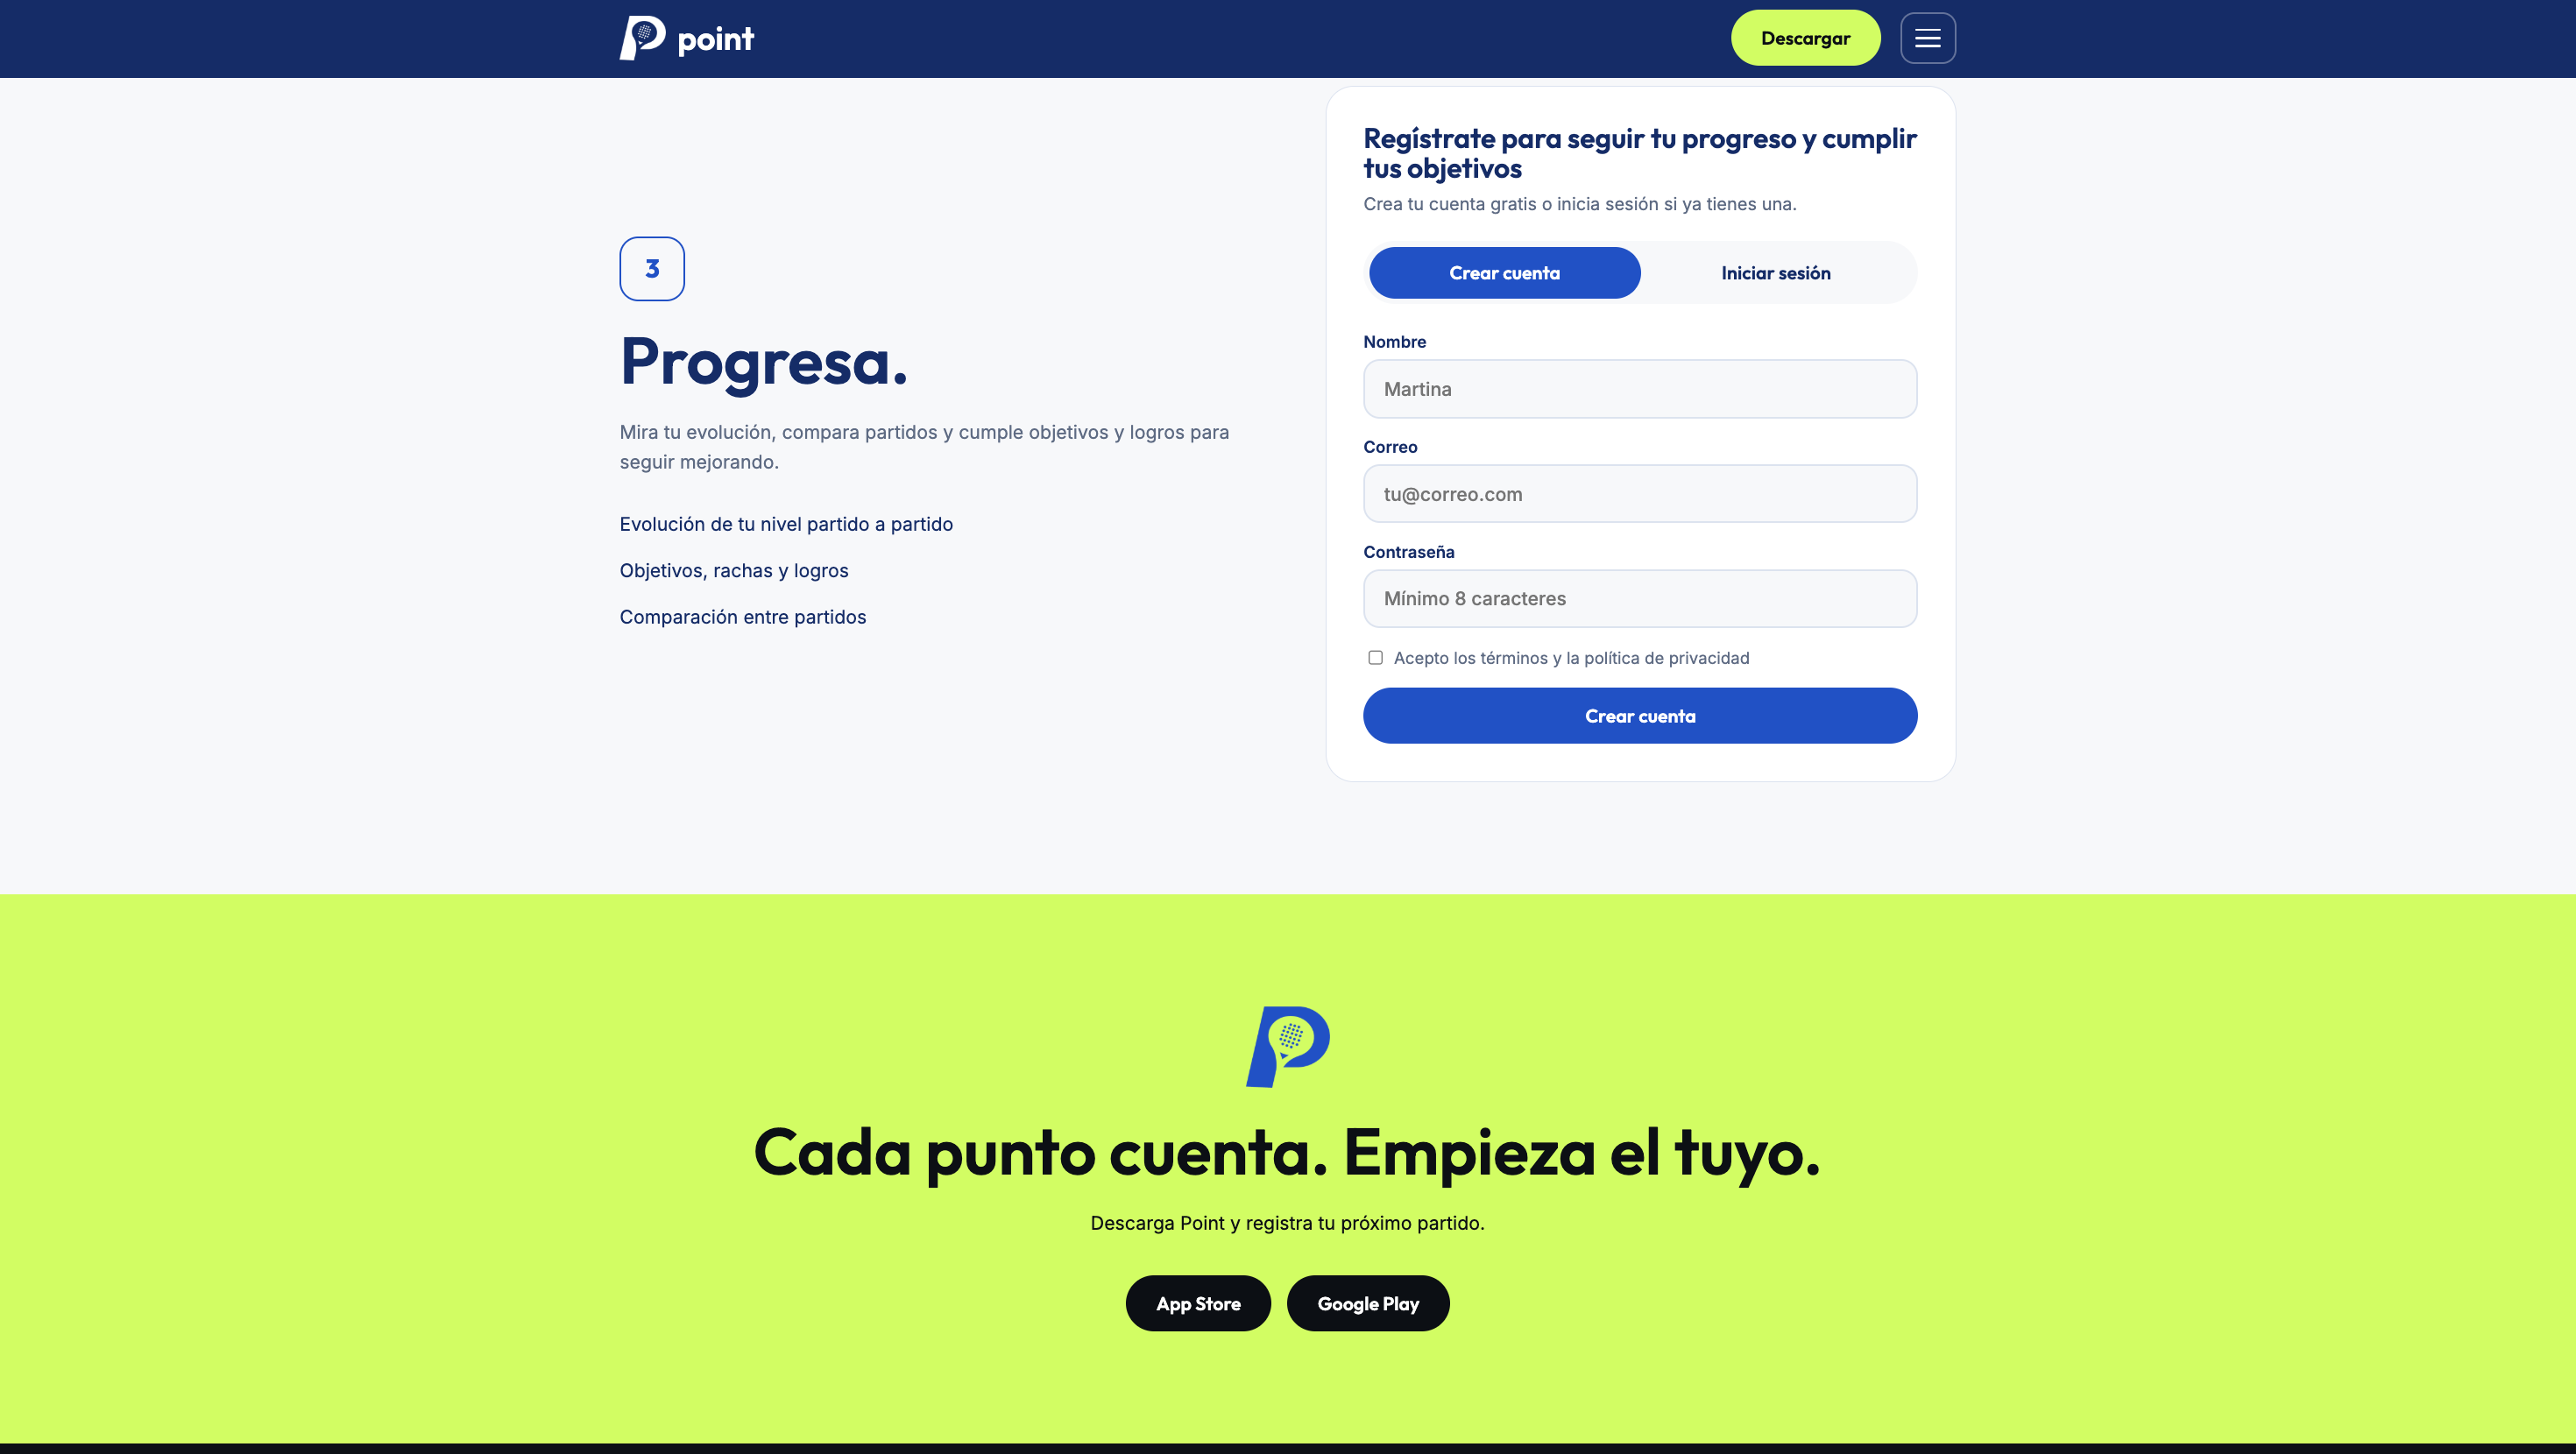 point
Descargar
3
Progresa.
Mira tu evolución, compara partidos y cumple objetivos y logros para
seguir mejorando.
Evolución de tu nivel partido a partido
Objetivos, rachas y logros
Comparación entre partidos
Regístrate para seguir tu progreso y cumplir
tus objetivos
Crea tu cuenta gratis o inicia sesión si ya tienes una.
Crear cuenta
Iniciar sesión
Nombre
Martina
Correo
tu@correo.com
Contraseña
Mínimo 8 caracteres
Acepto los términos y la política de privacidad
Crear cuenta
Cada punto cuenta. Empieza el tuyo.
Descarga Point y registra tu próximo partido.
App Store
Google Play